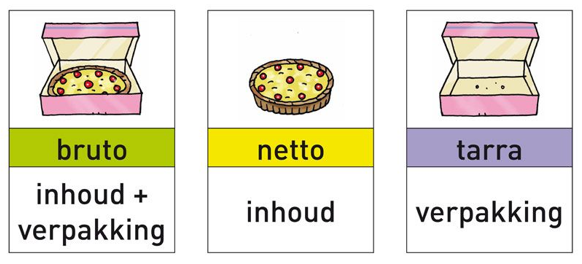 bruto
inhoud +
verpakking
netto
inhoud
tarra
verpakking